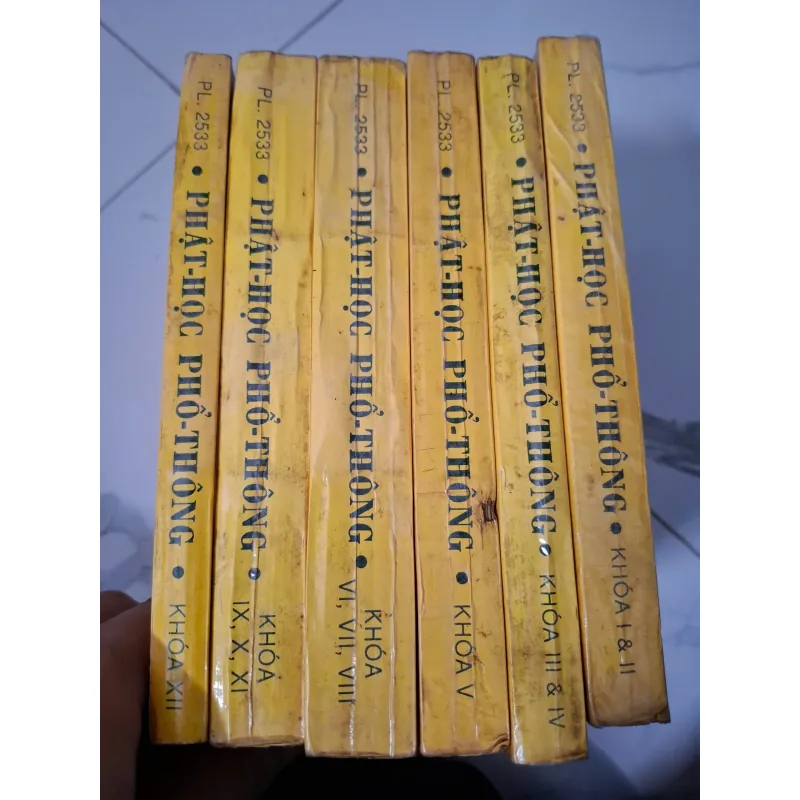 PL. 2533 • PHẬT-HỌC PHỔ-THÔNG • KHÓA XII
PL. 2533 • PHẬT-HỌC PHỔ-THÔNG • KHÓA
IX, X, XI
PL. 2533 • PHẬT-HỌC PHỔ-THÔNG • KHÓA
VI, VII, VIII
PL. 2533 • PHẬT-HỌC PHỔ-THÔNG • KHÓA V
PL. 2533 • PHẬT-HỌC PHỔ-THÔNG • KHÓA III & IV
PL. 2533 • PHẬT-HỌC PHỔ-THÔNG • KHÓA I & II